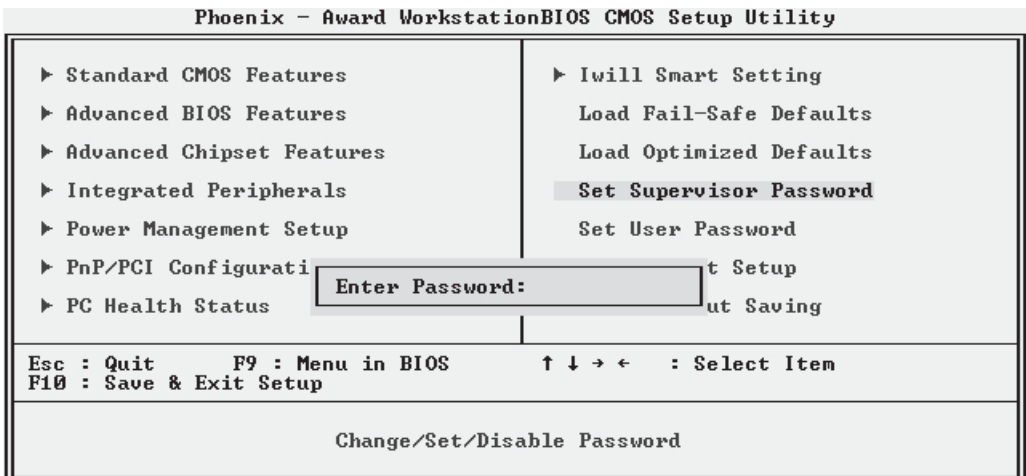 Phoenix - Award WorkstationBIOS CMOS Setup Utility
▶ Standard CMOS Features
▶ Advanced BIOS Features
▶ Advanced Chipset Features
▶ Integrated Peripherals
▶ Power Management Setup
▶ PnP/PCI Configurati
▶ PC Health Status
▶ Iwill Smart Setting
Load Fail-Safe Defaults
Load Optimized Defaults
Set Supervisor Password
Set User Password
t Setup
ut Saving
Enter Password:
Esc : Quit F9 : Menu in BIOS ↑ ↓ → ← : Select Item
F10 : Save & Exit Setup
Change/Set/Disable Password